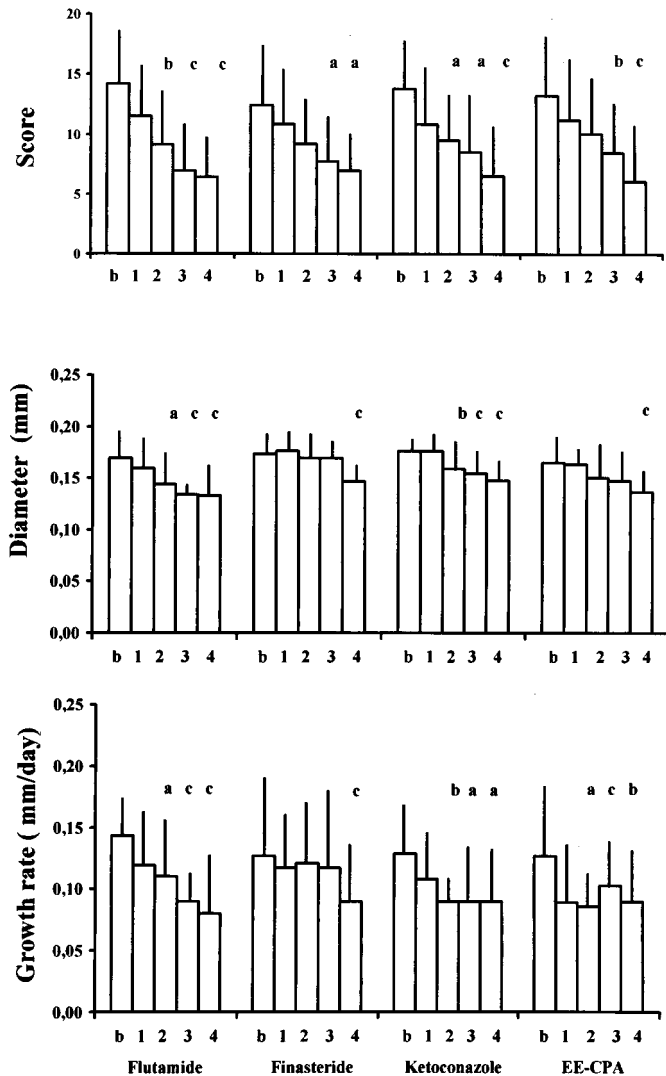 20
b c c a a a a c b c
15
10
5
0
Score
b 1 2 3 4 b 1 2 3 4 b 1 2 3 4 b 1 2 3 4
0,25
a c c c b c c c
0,20
0,15
0,10
0,05
0,00
Diameter (mm)
b 1 2 3 4 b 1 2 3 4 b 1 2 3 4 b 1 2 3 4
0,25
0,20
a c c c b a a a c b
0,15
0,10
0,05
0,00
Growth rate ( mm/day)
b 1 2 3 4 b 1 2 3 4 b 1 2 3 4 b 1 2 3 4
Flutamide Finasteride Ketoconazole EE-CPA